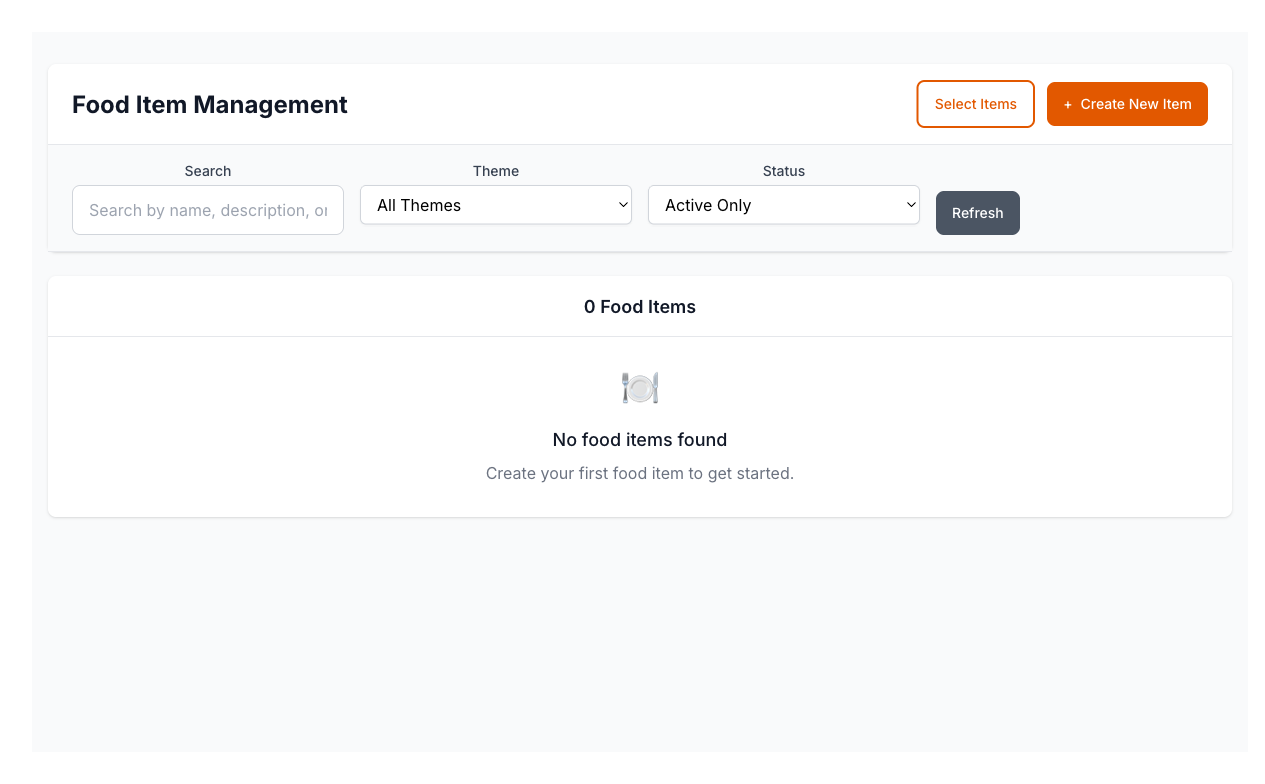 Food Item Management
Select Items
+ Create New Item
Search
Theme
Status
Search by name, description, or
All Themes
Active Only
Refresh
0 Food Items
No food items found
Create your first food item to get started.